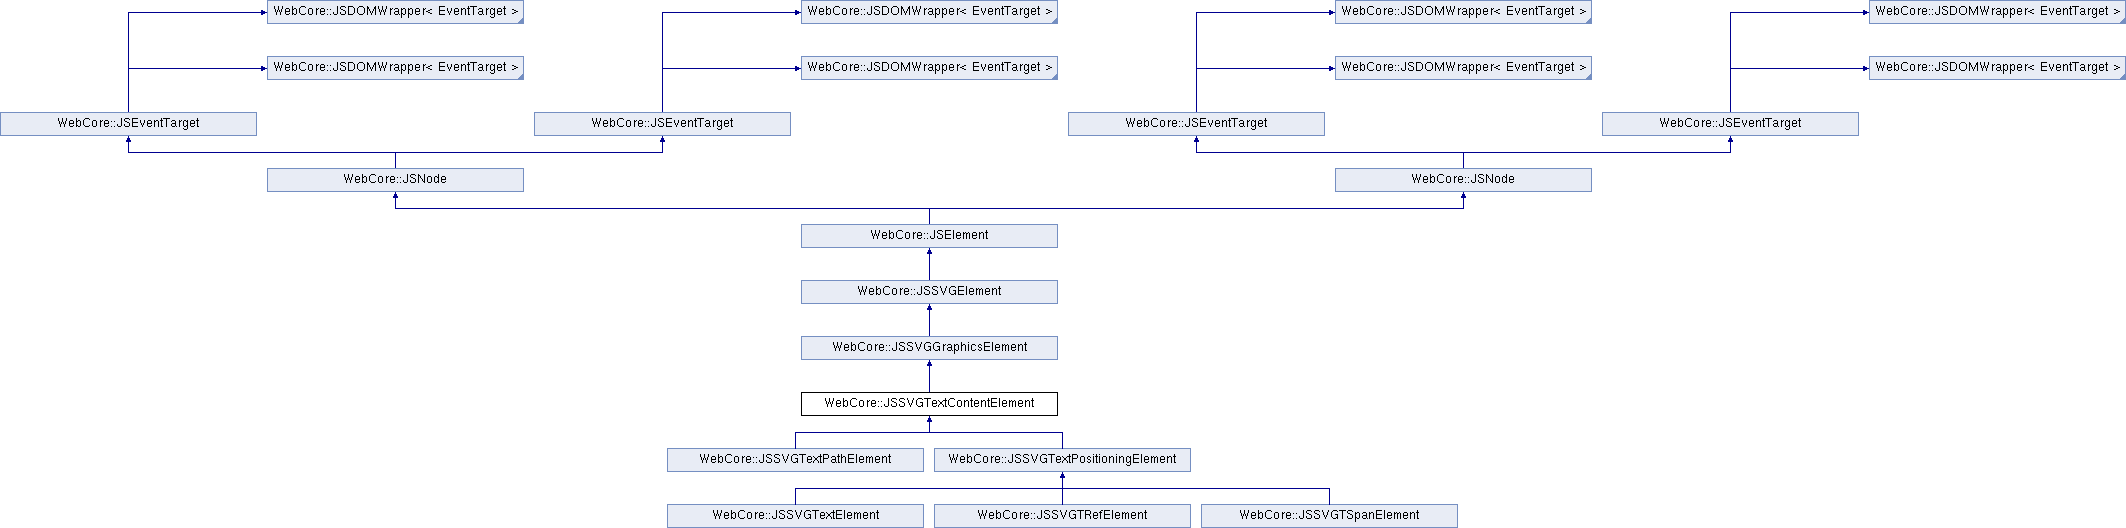 WebCore::JSDOMWrapper< EventTarget >
WebCore::JSDOMWrapper< EventTarget >
WebCore::JSDOMWrapper< EventTarget >
WebCore::JSDOMWrapper< EventTarget >
WebCore::JSDOMWrapper< EventTarget >
WebCore::JSDOMWrapper< EventTarget >
WebCore::JSDOMWrapper< EventTarget >
WebCore::JSDOMWrapper< EventTarget >
WebCore::JSEventTarget
WebCore::JSEventTarget
WebCore::JSEventTarget
WebCore::JSEventTarget
WebCore::JSNode
WebCore::JSNode
WebCore::JSElement
WebCore::JSSVGElement
WebCore::JSSVGGraphicsElement
WebCore::JSSVGTextContentElement
WebCore::JSSVGTextPathElement
WebCore::JSSVGTextPositioningElement
WebCore::JSSVGTextElement
WebCore::JSSVGTRefElement
WebCore::JSSVGTSpanElement